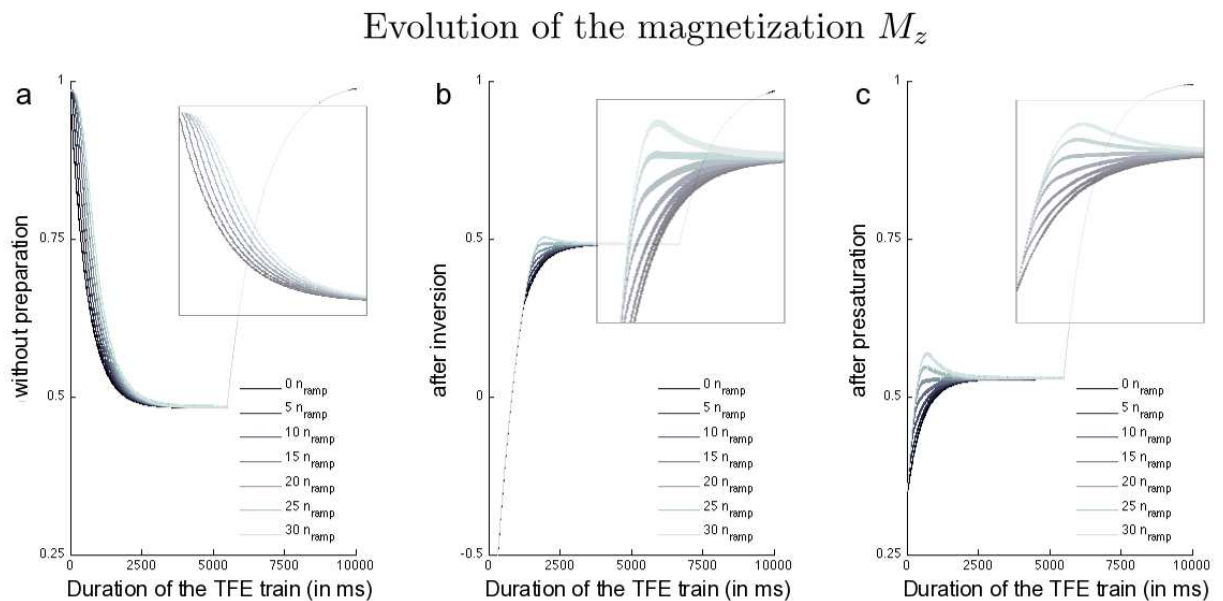 Evolution of the magnetization M_z
a
without preparation
1
0.75
0.5
0.25
0 2500 5000 7500 10000
Duration of the TFE train (in ms)
0 n_ramp
5 n_ramp
10 n_ramp
15 n_ramp
20 n_ramp
25 n_ramp
30 n_ramp
b
after inversion
1
0.5
0
-0.5
0 2500 5000 7500 10000
Duration of the TFE train (in ms)
0 n_ramp
5 n_ramp
10 n_ramp
15 n_ramp
20 n_ramp
25 n_ramp
30 n_ramp
c
after presaturation
1
0.75
0.5
0.25
0 2500 5000 7500 10000
Duration of the TFE train (in ms)
0 n_ramp
5 n_ramp
10 n_ramp
15 n_ramp
20 n_ramp
25 n_ramp
30 n_ramp